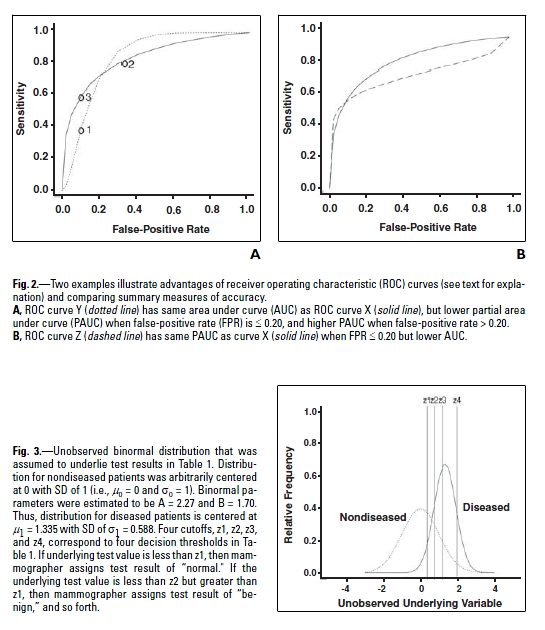 1.0
0.8
0.6
0.4
0.2
0.0
Sensitivity
0.0 0.2 0.4 0.6 0.8 1.0
False-Positive Rate
1
2
3
A
1.0
0.8
0.6
0.4
0.2
0.0
Sensitivity
0.0 0.2 0.4 0.6 0.8 1.0
False-Positive Rate
B
Fig. 2.—Two examples illustrate advantages of receiver operating characteristic (ROC) curves (see text for expla-
nation) and comparing summary measures of accuracy.
A, ROC curve Y (dotted line) has same area under curve (AUC) as ROC curve X (solid line), but lower partial area
under curve (PAUC) when false-positive rate (FPR) is ≤ 0.20, and higher PAUC when false-positive rate > 0.20.
B, ROC curve Z (dashed line) has same PAUC as curve X (solid line) when FPR ≤ 0.20 but lower AUC.
Fig. 3.—Unobserved binormal distribution that was
assumed to underlie test results in Table 1. Distribu-
tion for nondiseased patients was arbitrarily centered
at 0 with SD of 1 (i.e., μ₀ = 0 and σ₀ = 1). Binormal pa-
rameters were estimated to be A = 2.27 and B = 1.70.
Thus, distribution for diseased patients is centered at
μ₁ = 1.335 with SD of σ₁ = 0.588. Four cutoffs, z1, z2, z3,
and z4, correspond to four decision thresholds in Ta-
ble 1. If underlying test value is less than z1, then mam-
mographer assigns test result of "normal." If the
underlying test value is less than z2 but greater than
z1, then mammographer assigns test result of "be-
nign," and so forth.
z1 z2 z3 z4
1.0
0.8
0.6
0.4
0.2
0.0
Relative Frequency
Nondiseased
Diseased
-4 -2 0 2 4
Unobserved Underlying Variable